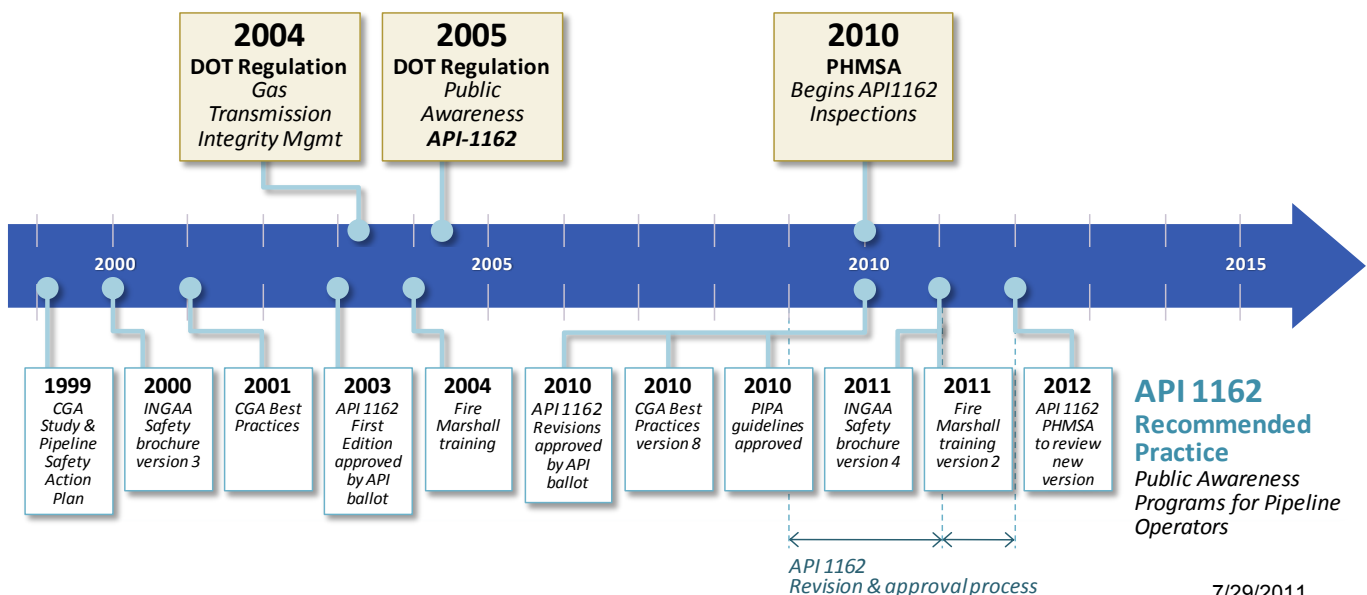 2004
DOT Regulation
Gas
Transmission
Integrity Mgmt
2005
DOT Regulation
Public
Awareness
API-1162
2010
PHMSA
Begins API1162
Inspections
2000
2005
2010
2015
1999
CGA
Study &
Pipeline
Safety
Action
Plan
2000
INGAA
Safety
brochure
version 3
2001
CGA Best
Practices
2003
API 1162
First
Edition
approved
by API
ballot
2004
Fire
Marshall
training
2010
API 1162
Revisions
approved
by API
ballot
2010
CGA Best
Practices
version 8
2010
PIPA
guidelines
approved
2011
INGAA
Safety
brochure
version 4
2011
Fire
Marshall
training
version 2
2012
API 1162
PHMSA
to review
new
version
API 1162
Recommended
Practice
Public Awareness
Programs for Pipeline
Operators
API 1162
Revision & approval process
7/29/2011